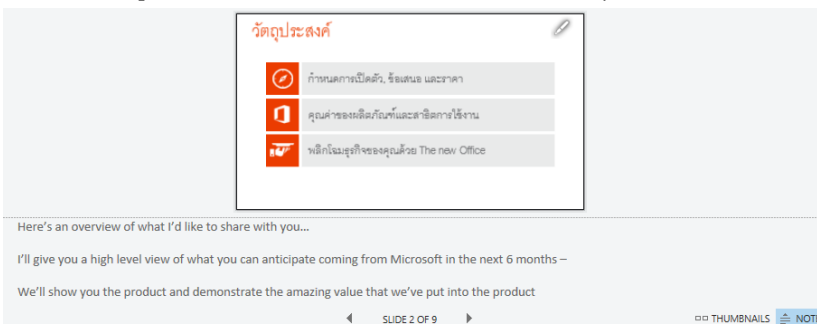 วัตถุประสงค์
กำหนดการเปิดตัว, ข้อเสนอ และราคา
คุณค่าของผลิตภัณฑ์และสาธิตการใช้งาน
พลิกโฉมธุรกิจของคุณด้วย The new Office
Here's an overview of what I'd like to share with you…
I'll give you a high level view of what you can anticipate coming from Microsoft in the next 6 months –
We'll show you the product and demonstrate the amazing value that we've put into the product
SLIDE 2 OF 9 THUMBNAILS